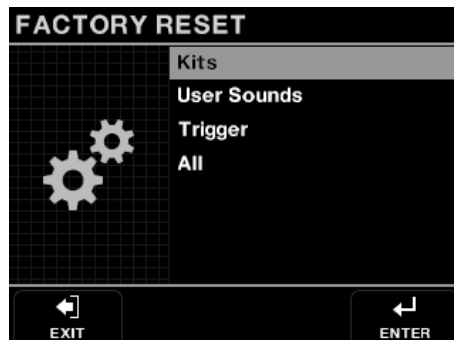 FACTORY RESET
Kits
User Sounds
Trigger
All
EXIT
ENTER